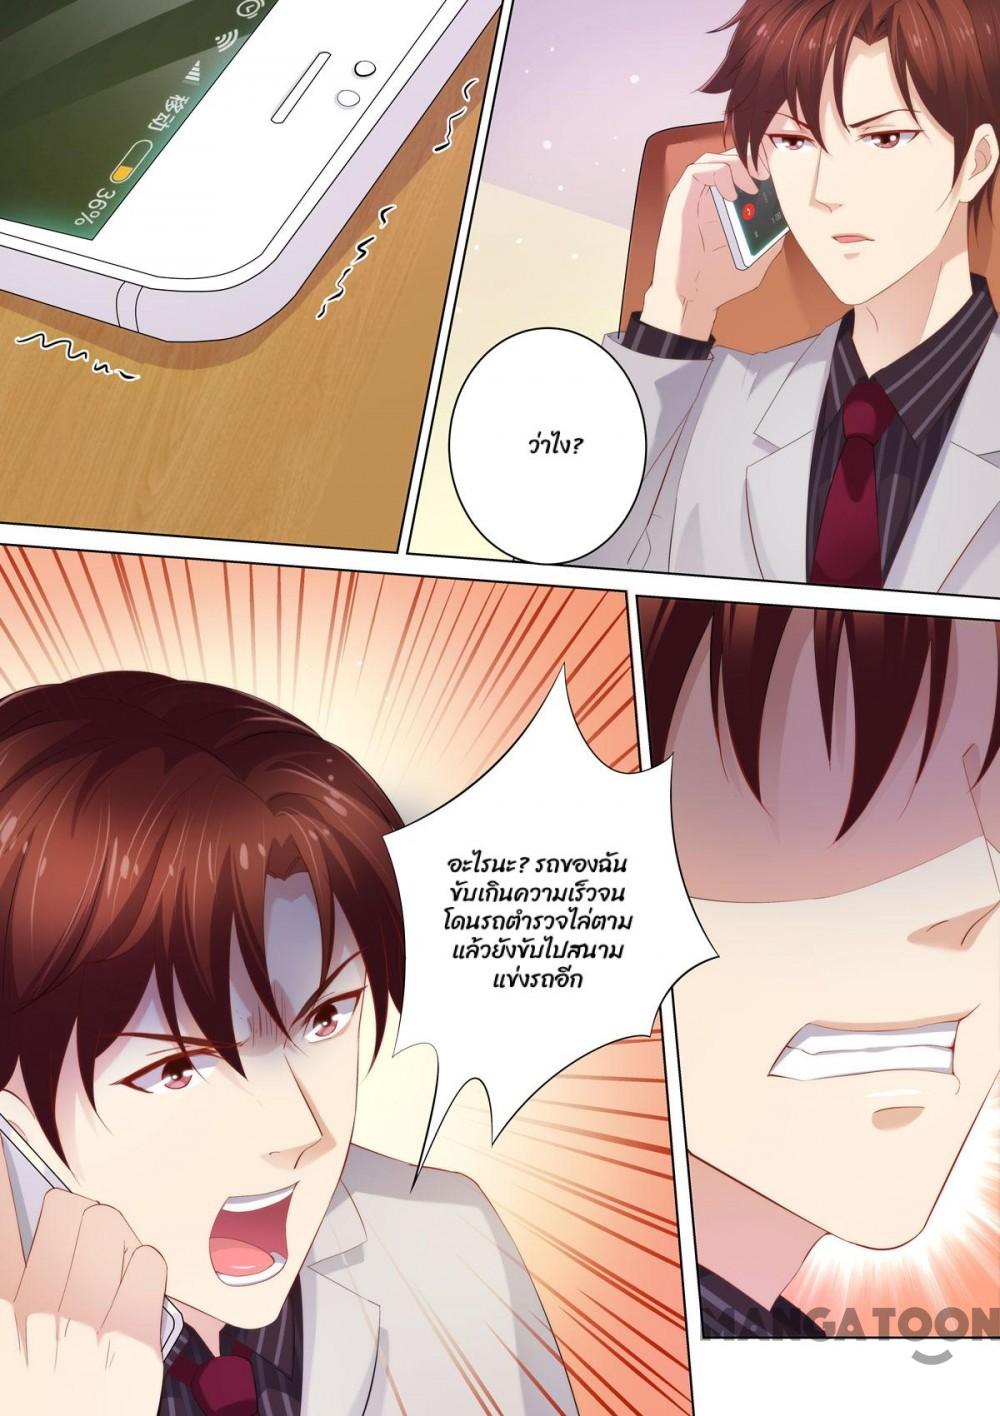 移动
36%
ว่าไง?
อะไรนะ? รถของฉัน
ขับเกินความเร็วจน
โดนรถตำรวจไล่ตาม
แล้วยังขับไปสนาม
แข่งรถอีก
MANGATOON